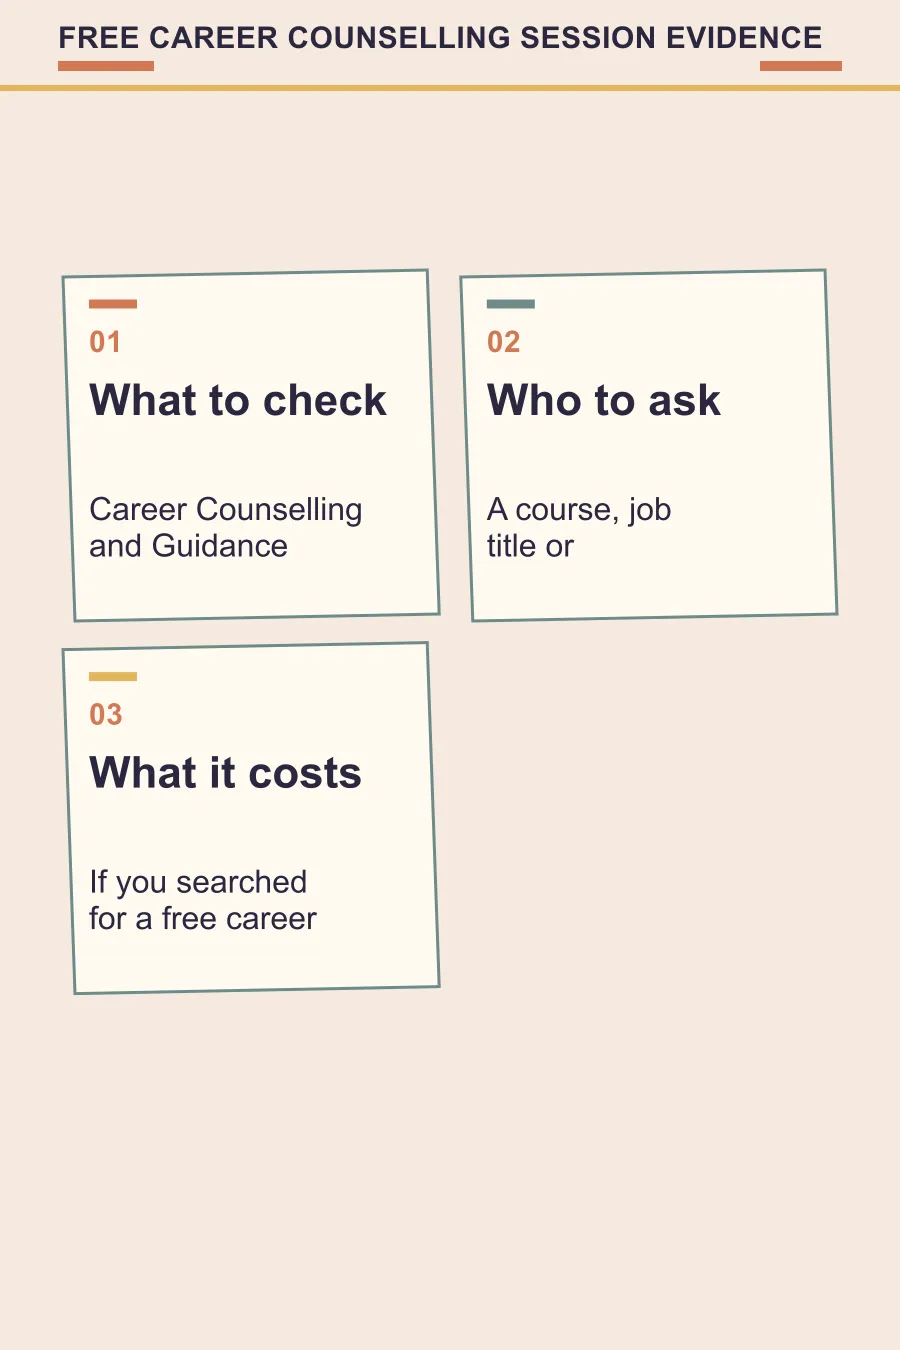 FREE CAREER COUNSELLING SESSION EVIDENCE
01
What to check
Career Counselling
and Guidance
02
Who to ask
A course, job
title or
03
What it costs
If you searched
for a free career